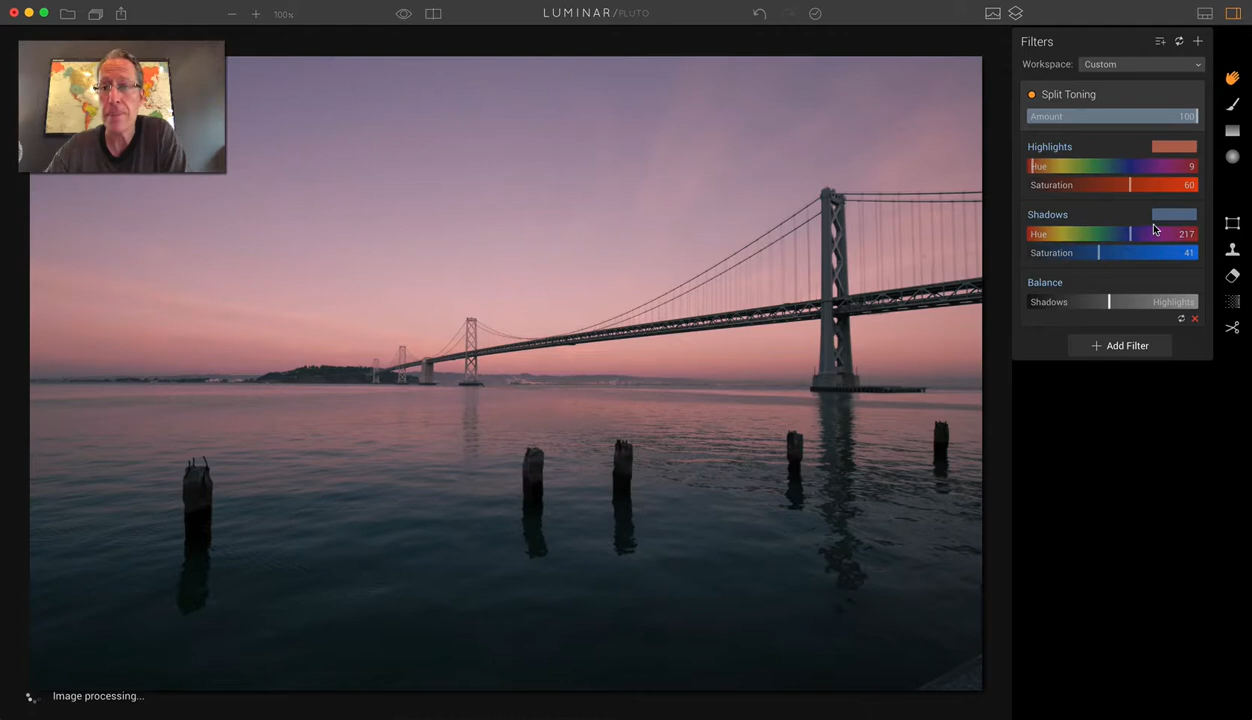 100%
LUMINAR/PLUTO
Filters
Workspace: Custom
Split Toning
Amount 100
Highlights
Hue 9
Saturation 60
Shadows
Hue 217
Saturation 41
Balance
Shadows Highlights
+ Add Filter
Image processing...